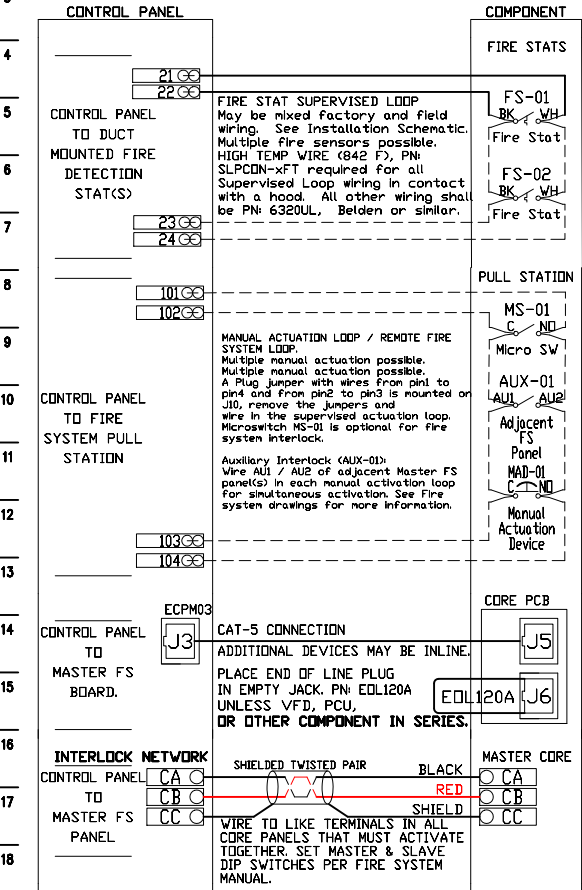 CONTROL PANEL
COMPONENT
4
FIRE STATS
21
22
5
CONTROL PANEL
TO DUCT
MOUNTED FIRE
DETECTION
STAT(S)
FIRE STAT SUPERVISED LOOP
May be mixed factory and field
wiring. See Installation Schematic.
Multiple fire sensors possible.
HIGH TEMP WIRE (842 F), PN:
SLPCON-xFT required for all
Supervised Loop wiring in contact
with a hood. All other wiring shall
be PN: 6320UL, Belden or similar.
FS-01
BK WH
Fire Stat
6
FS-02
BK WH
Fire Stat
7
23
24
8
PULL STATION
101
102
MS-01
C NO
Micro SW
9
MANUAL ACTUATION LOOP / REMOTE FIRE
SYSTEM LOOP.
Multiple manual actuation possible.
Multiple manual actuation possible.
A Plug jumper with wires from pin1 to
pin4 and from pin2 to pin3 is mounted on
J10, remove the jumpers and
wire in the supervised actuation loop.
Microswitch MS-01 is optional for fire
system interlock.
AUX-01
AU1 AU2
Adjacent
FS
Panel
10
CONTROL PANEL
TO FIRE
SYSTEM PULL
STATION
11
Auxiliary Interlock (AUX-01):
Wire AU1 / AU2 of adjacent Master FS
panel(s) in each manual activation loop
for simultaneous activation. See Fire
system drawings for more information.
MAD-01
C NO
Manual
Actuation
Device
12
103
104
13
ECPM03
CORE PCB
14
CONTROL PANEL
TO
MASTER FS
BOARD.
J3
CAT-5 CONNECTION
ADDITIONAL DEVICES MAY BE INLINE.
J5
15
PLACE END OF LINE PLUG
IN EMPTY JACK. PN: EOL120A
UNLESS VFD, PCU,
OR OTHER COMPONENT IN SERIES.
EOL120A
J6
16
INTERLOCK NETWORK
SHIELDED TWISTED PAIR
MASTER CORE
CONTROL PANEL
TO
MASTER FS
PANEL
CA
CB
CC
BLACK
RED
SHIELD
CA
CB
CC
17
WIRE TO LIKE TERMINALS IN ALL
CORE PANELS THAT MUST ACTIVATE
TOGETHER. SET MASTER & SLAVE
DIP SWITCHES PER FIRE SYSTEM
MANUAL.
18